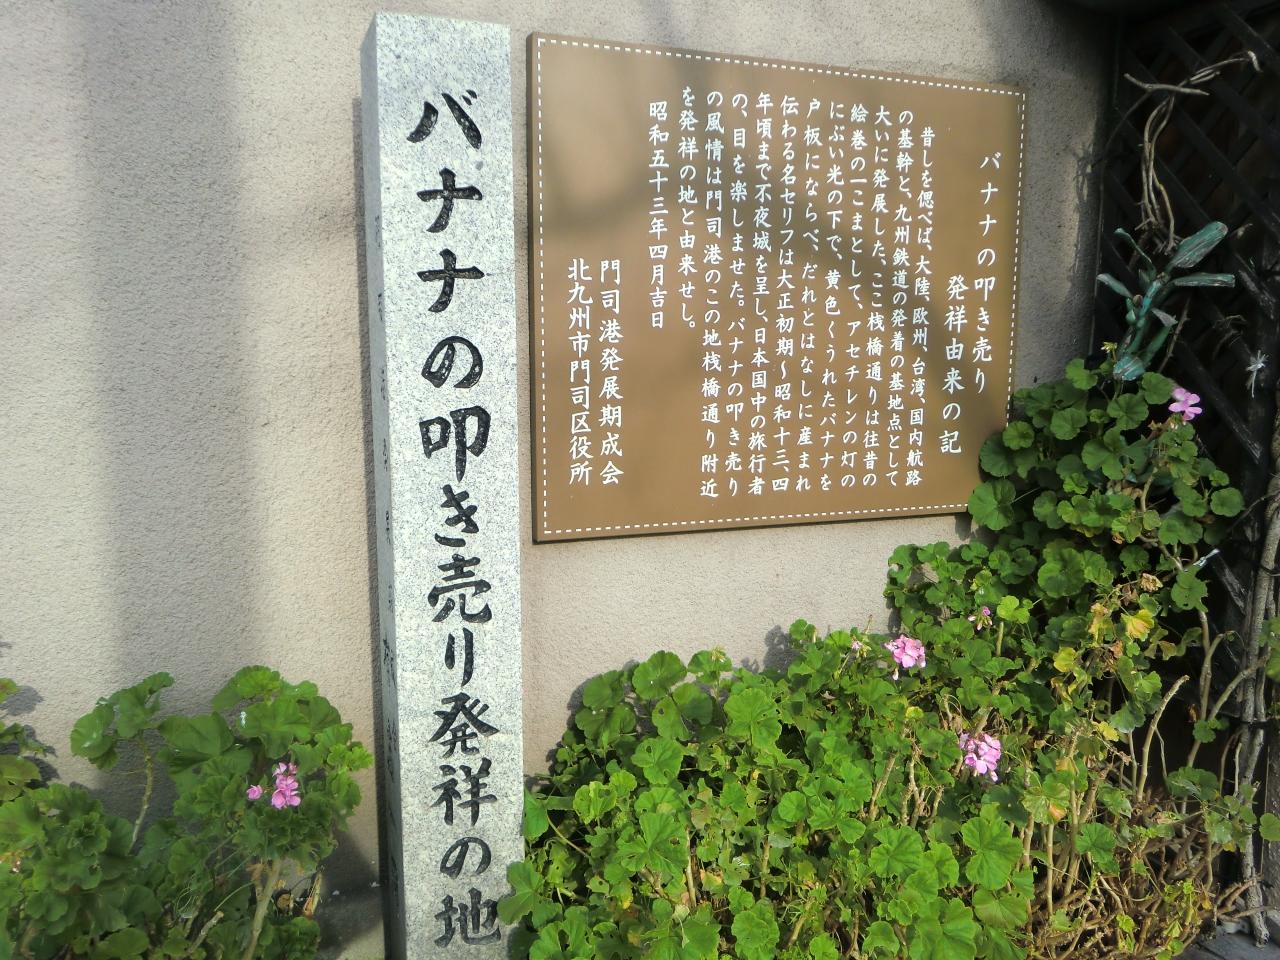 バナナの叩き売り発祥の地
バナナの叩き売り
発祥由来の記
昔しを偲べば、大陸、欧州、台湾、国内航路
の基幹と、九州鉄道の発着の基地点として
大いに発展した、ここ桟橋通りは往昔の
絵巻の一こまとして、アセチレンの灯の
にぶい光の下で、黄色くうれたバナナを
戸板にならべ、だれとはなしに産まれ
伝わる名セリフは大正初期〜昭和十三、四
年頃まで不夜城を呈し、日本国中の旅行者
の、目を楽しませた。バナナの叩き売り
の風情は門司港のこの地桟橋通り附近
を発祥の地と由来せし。
昭和五十三年四月吉日
門司港発展期成会
北九州市門司区役所